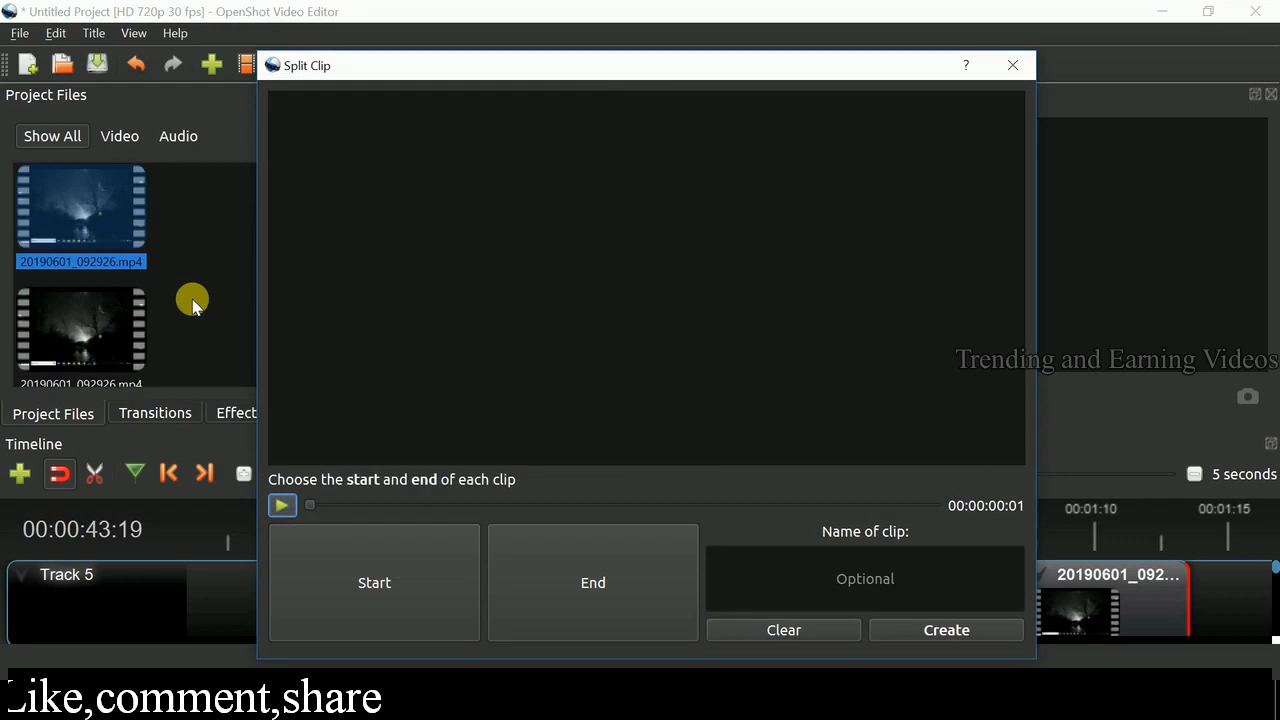 * Untitled Project [HD 720p 30 fps] - OpenShot Video Editor
File Edit Title View Help
Split Clip ?
Project Files
Show All Video Audio
20190601_092926.mp4
20190601_092926.mp4
Trending and Earning Videos
Project Files Transitions Effect
Timeline
Choose the start and end of each clip
5 seconds
00:00:00:01
00:00:43:19
00:01:10 00:01:15
Name of clip:
Track 5
Start End Optional
20190601_092...
Clear Create
Like,comment,share